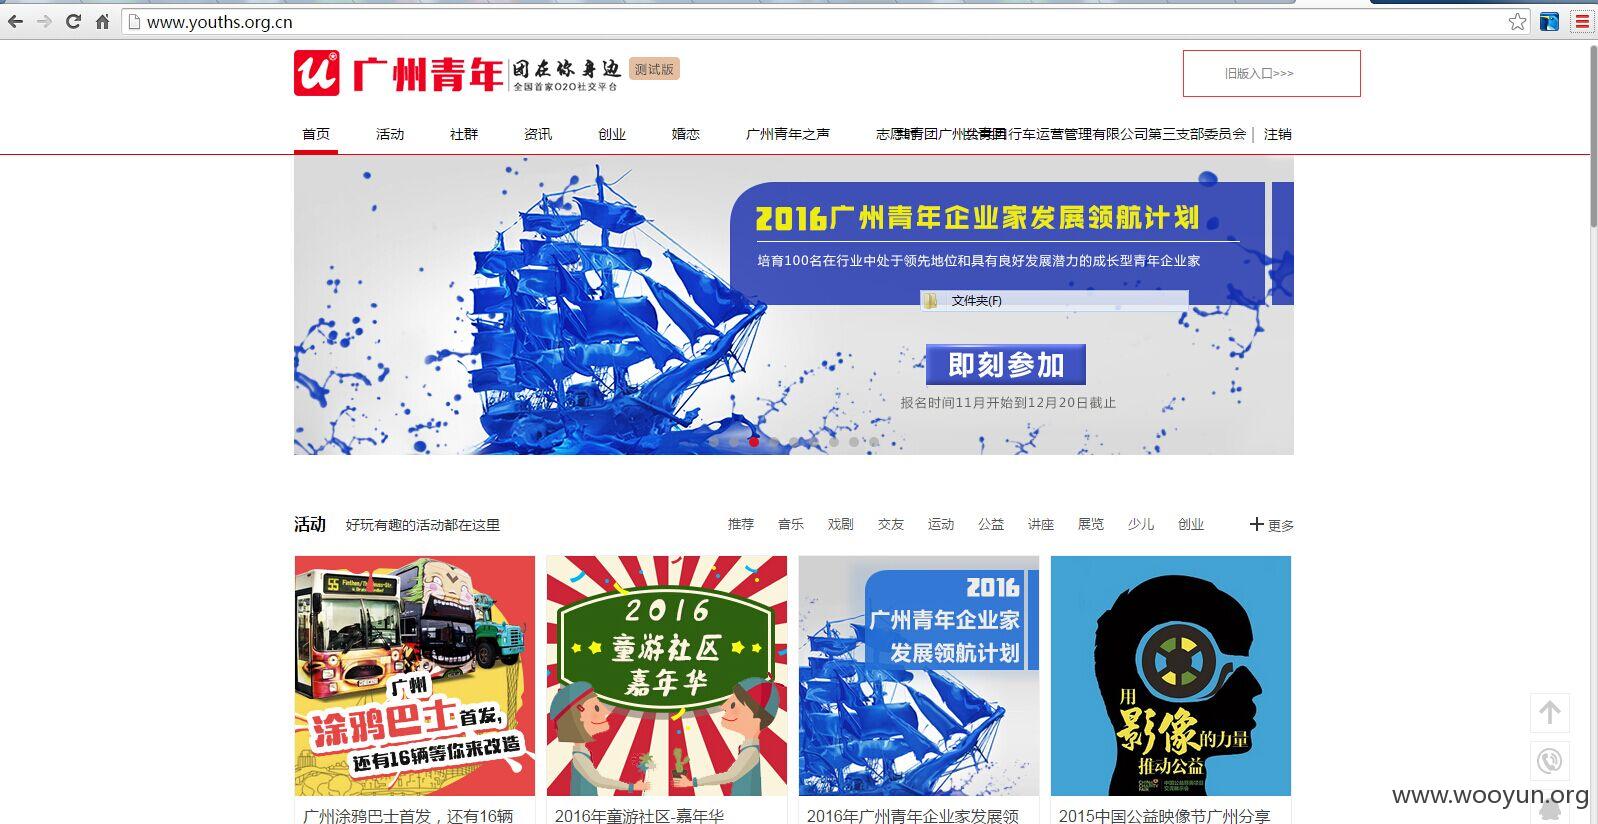 www.youths.org.cn
广州青年 团在你身边 测试版
全国首家O2O社交平台
旧版入口>>>
首页 活动 社群 资讯 创业 婚恋 广州青年之声 青团广州公共自行车运营管理有限公司第三支部委员会 | 注销
2016广州青年企业家发展领航计划
培育100名在行业中处于领先地位和具有良好发展潜力的成长型青年企业家
文件夹(F)
即刻参加
报名时间11月开始到12月20日截止
活动 好玩有趣的活动都在这里 推荐 音乐 戏剧 交友 运动 公益 讲座 展览 少儿 创业 更多
55
广州
涂鸦巴士首发,
还有16辆等你来改造
2016
童游社区
嘉年华
2016
广州青年企业家
发展领航计划
用
影像的力量
推动公益
广州涂鸦巴士首发，还有16辆
2016年童游社区-嘉年华
2016年广州青年企业家发展领
2015中国公益映像节广州分享
www.wooyun.org